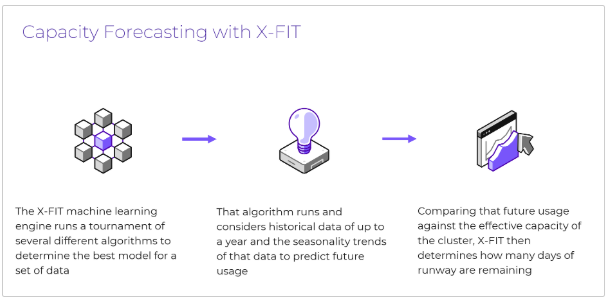 Capacity Forecasting with X-FIT
The X-FIT machine learning
engine runs a tournament of
several different algorithms to
determine the best model for a
set of data
That algorithm runs and
considers historical data of up to
a year and the seasonality trends
of that data to predict future
usage
Comparing that future usage
against the effective capacity of
the cluster, X-FIT then
determines how many days of
runway are remaining